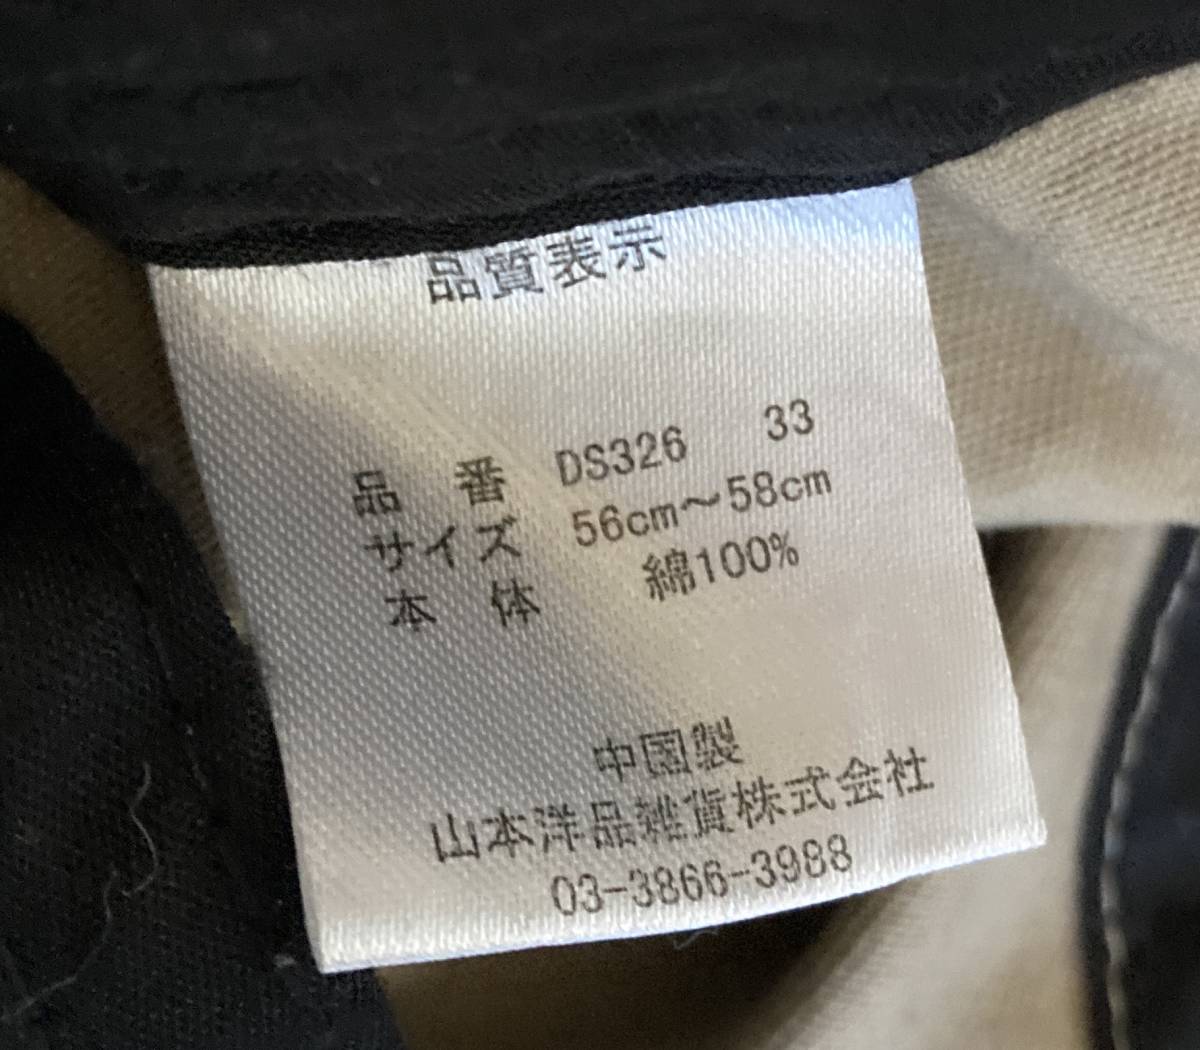 品質表示
品番 DS326 33
サイズ 56cm～58cm
本体 綿100%
中国製
山本洋品雑貨株式会社
03-3866-3988